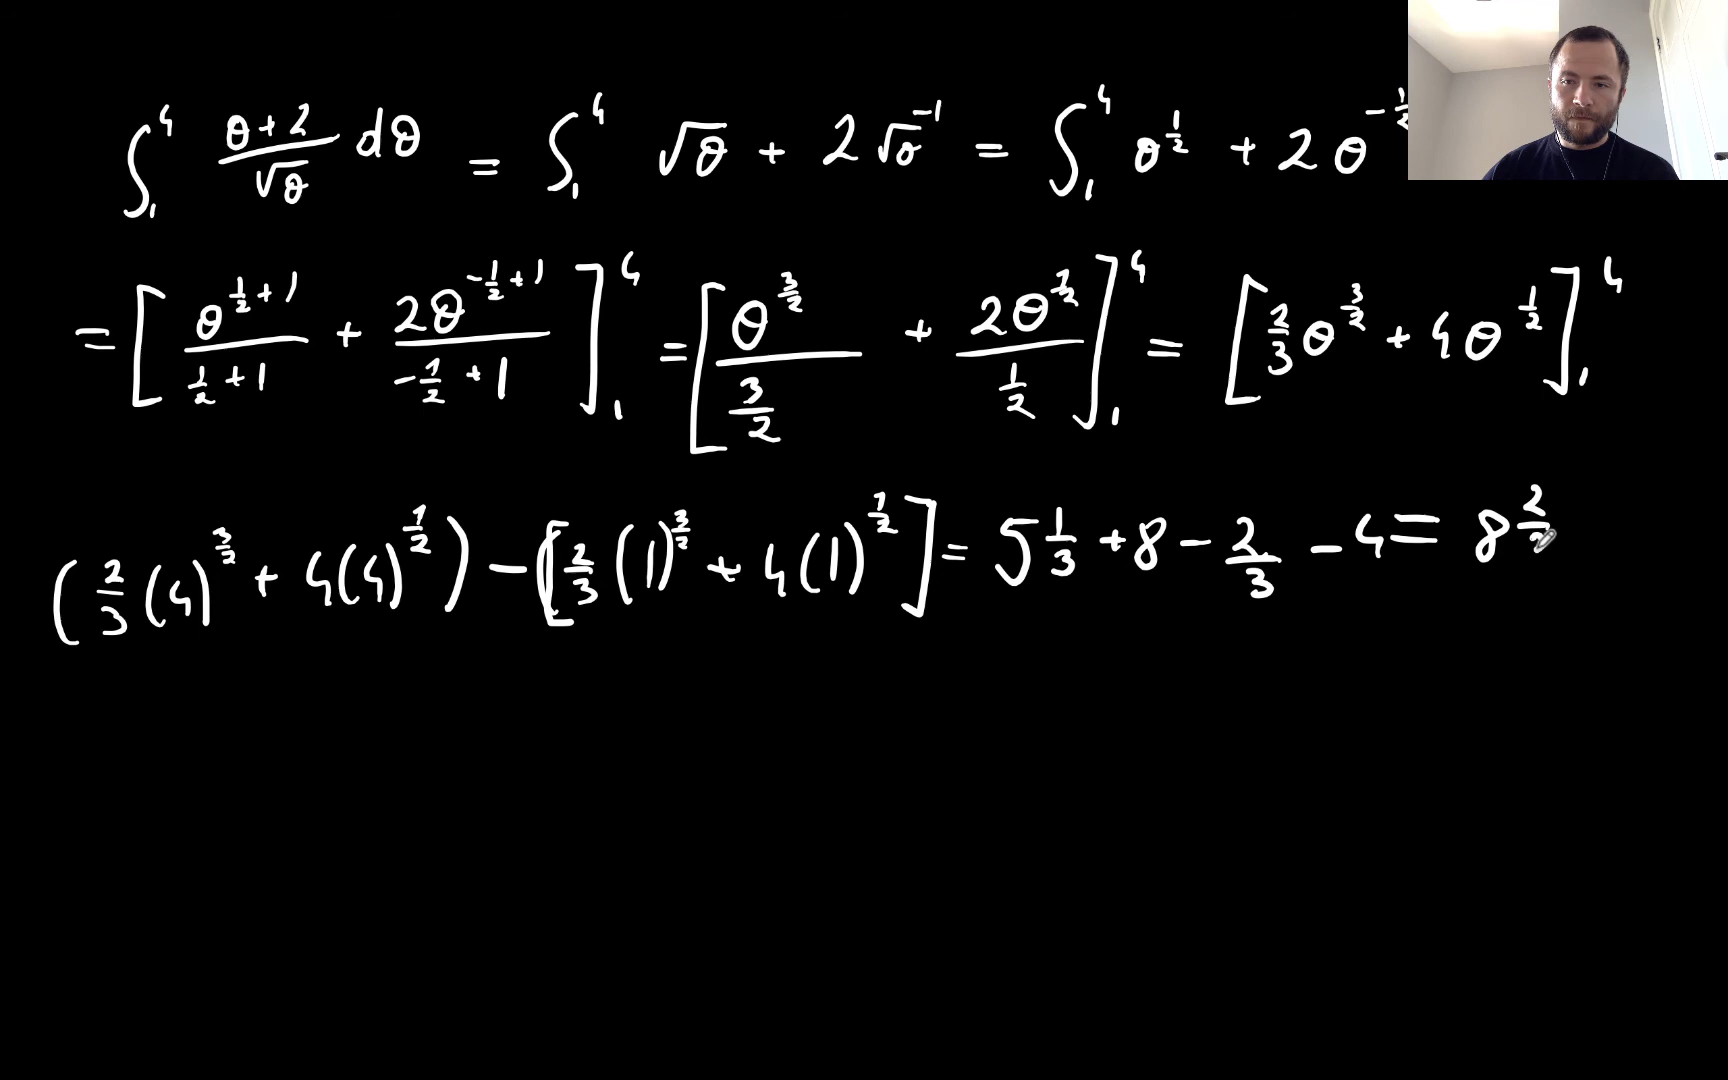 ∫₁⁴ (θ+2)/√θ dθ = ∫₁⁴ √θ + 2√θ⁻¹ = ∫₁⁴ θ^(1/2) + 2θ^(-1/2)
= [θ^(1/2+1)/(1/2+1) + 2θ^(-1/2+1)/(-1/2+1)]₁⁴ = [θ^(3/2)/(3/2) + 2θ^(1/2)/(1/2)]₁⁴ = [2/3 θ^(3/2) + 4θ^(1/2)]₁⁴
(2/3 (4)^(3/2) + 4(4)^(1/2)) - [2/3 (1)^(3/2) + 4(1)^(1/2)] = 5 1/3 + 8 - 2/3 - 4 = 8